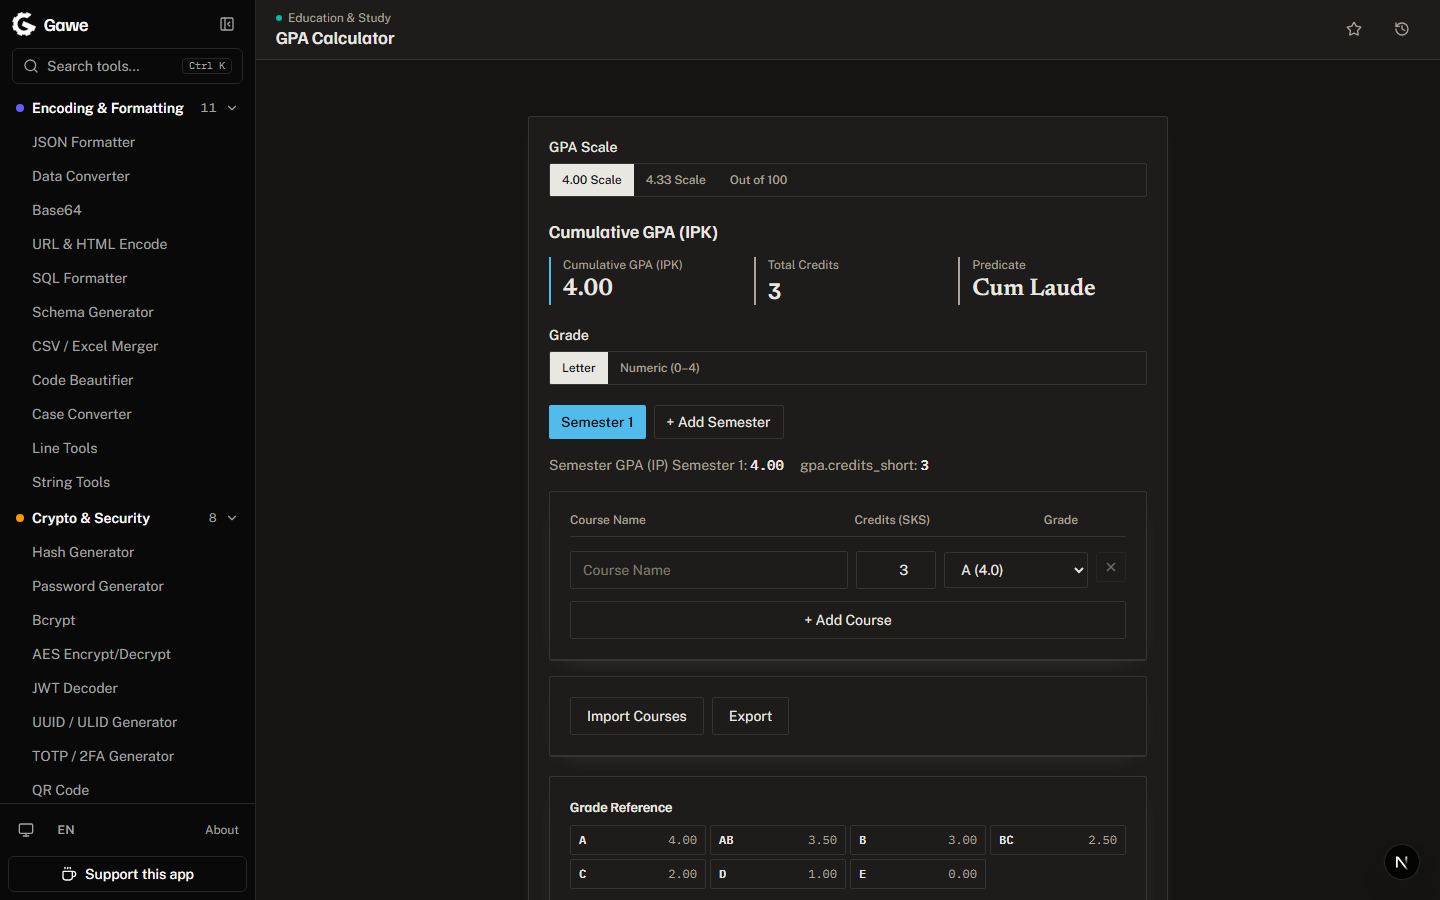 Gawe
Search tools...
Ctrl K
Encoding & Formatting 11
JSON Formatter
Data Converter
Base64
URL & HTML Encode
SQL Formatter
Schema Generator
CSV / Excel Merger
Code Beautifier
Case Converter
Line Tools
String Tools
Crypto & Security 8
Hash Generator
Password Generator
Bcrypt
AES Encrypt/Decrypt
JWT Decoder
UUID / ULID Generator
TOTP / 2FA Generator
QR Code
EN About
Support this app
Education & Study
GPA Calculator
GPA Scale
4.00 Scale 4.33 Scale Out of 100
Cumulative GPA (IPK)
Cumulative GPA (IPK) Total Credits Predicate
4.00 3 Cum Laude
Grade
Letter Numeric (0–4)
Semester 1 + Add Semester
Semester GPA (IP) Semester 1: 4.00 gpa.credits_short: 3
Course Name Credits (SKS) Grade
Course Name 3 A (4.0)
+ Add Course
Import Courses Export
Grade Reference
A 4.00 AB 3.50 B 3.00 BC 2.50
C 2.00 D 1.00 E 0.00
N